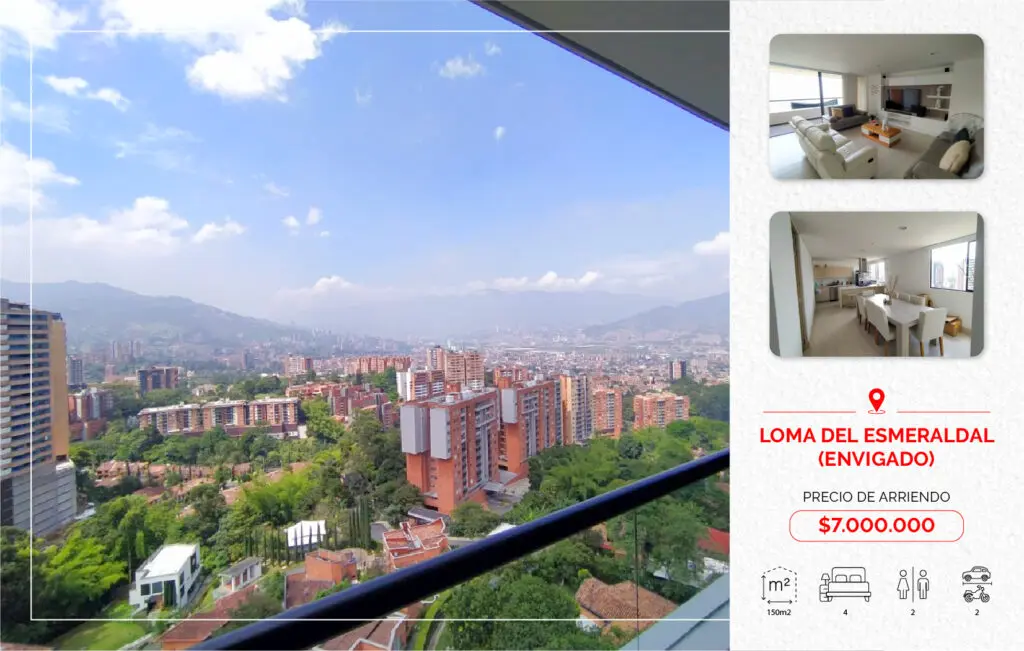 LOMA DEL ESMERALDAL
(ENVIGADO)
PRECIO DE ARRIENDO
$7.000.000
m²
150m2
4
2
2